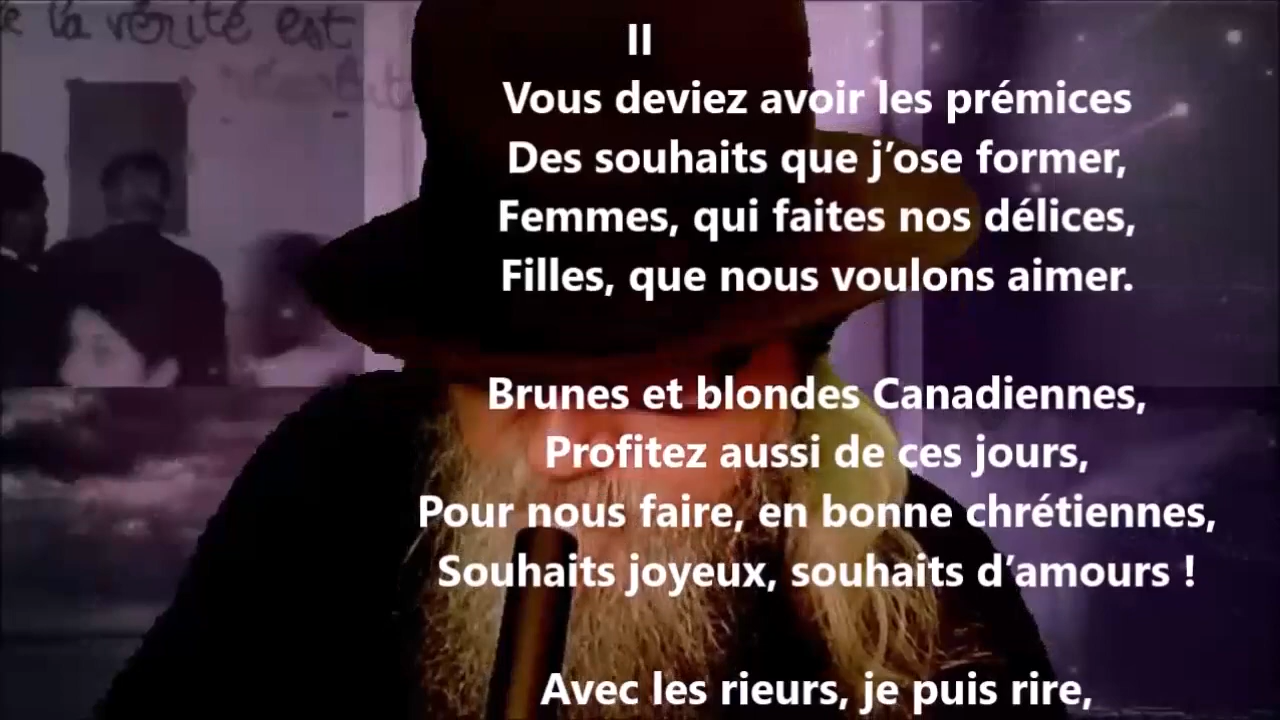 e la vérité est
II
Vous deviez avoir les prémices
Des souhaits que j’ose former,
Femmes, qui faites nos délices,
Filles, que nous voulons aimer.
Brunes et blondes Canadiennes,
Profitez aussi de ces jours,
Pour nous faire, en bonne chrétiennes,
Souhaits joyeux, souhaits d’amours !
Avec les rieurs, je puis rire,